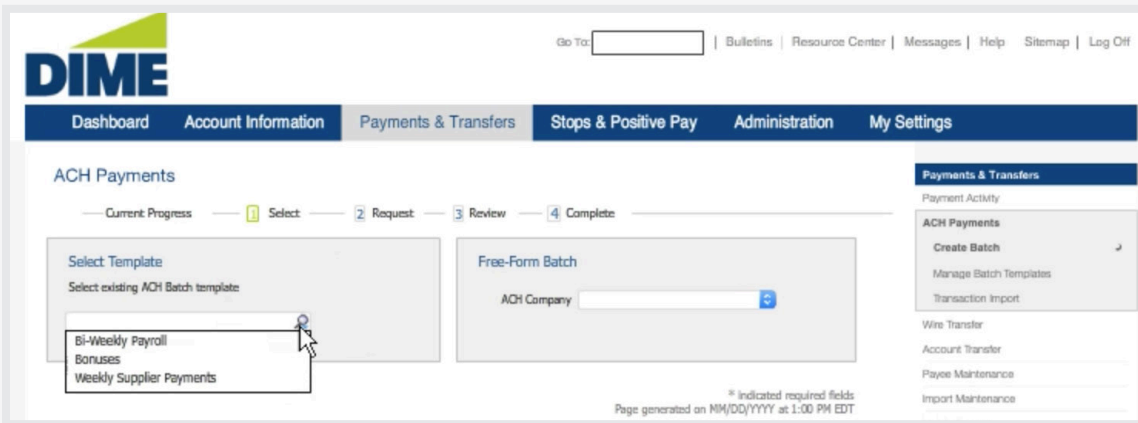 DIME
Go To: | Bulletins | Resource Center | Messages | Help Sitemap | Log Off
Dashboard Account Information Payments & Transfers Stops & Positive Pay Administration My Settings
ACH Payments
Current Progress 1 Select 2 Request 3 Review 4 Complete
Select Template
Select existing ACH Batch template
Bi-Weekly Payroll
Bonuses
Weekly Supplier Payments
Free-Form Batch
ACH Company
* indicated required fields
Page generated on MM/DD/YYYY at 1:00 PM EDT
Payments & Transfers
Payment Activity
ACH Payments
Create Batch
Manage Batch Templates
Transaction Import
Wire Transfer
Account Transfer
Payee Maintenance
Import Maintenance